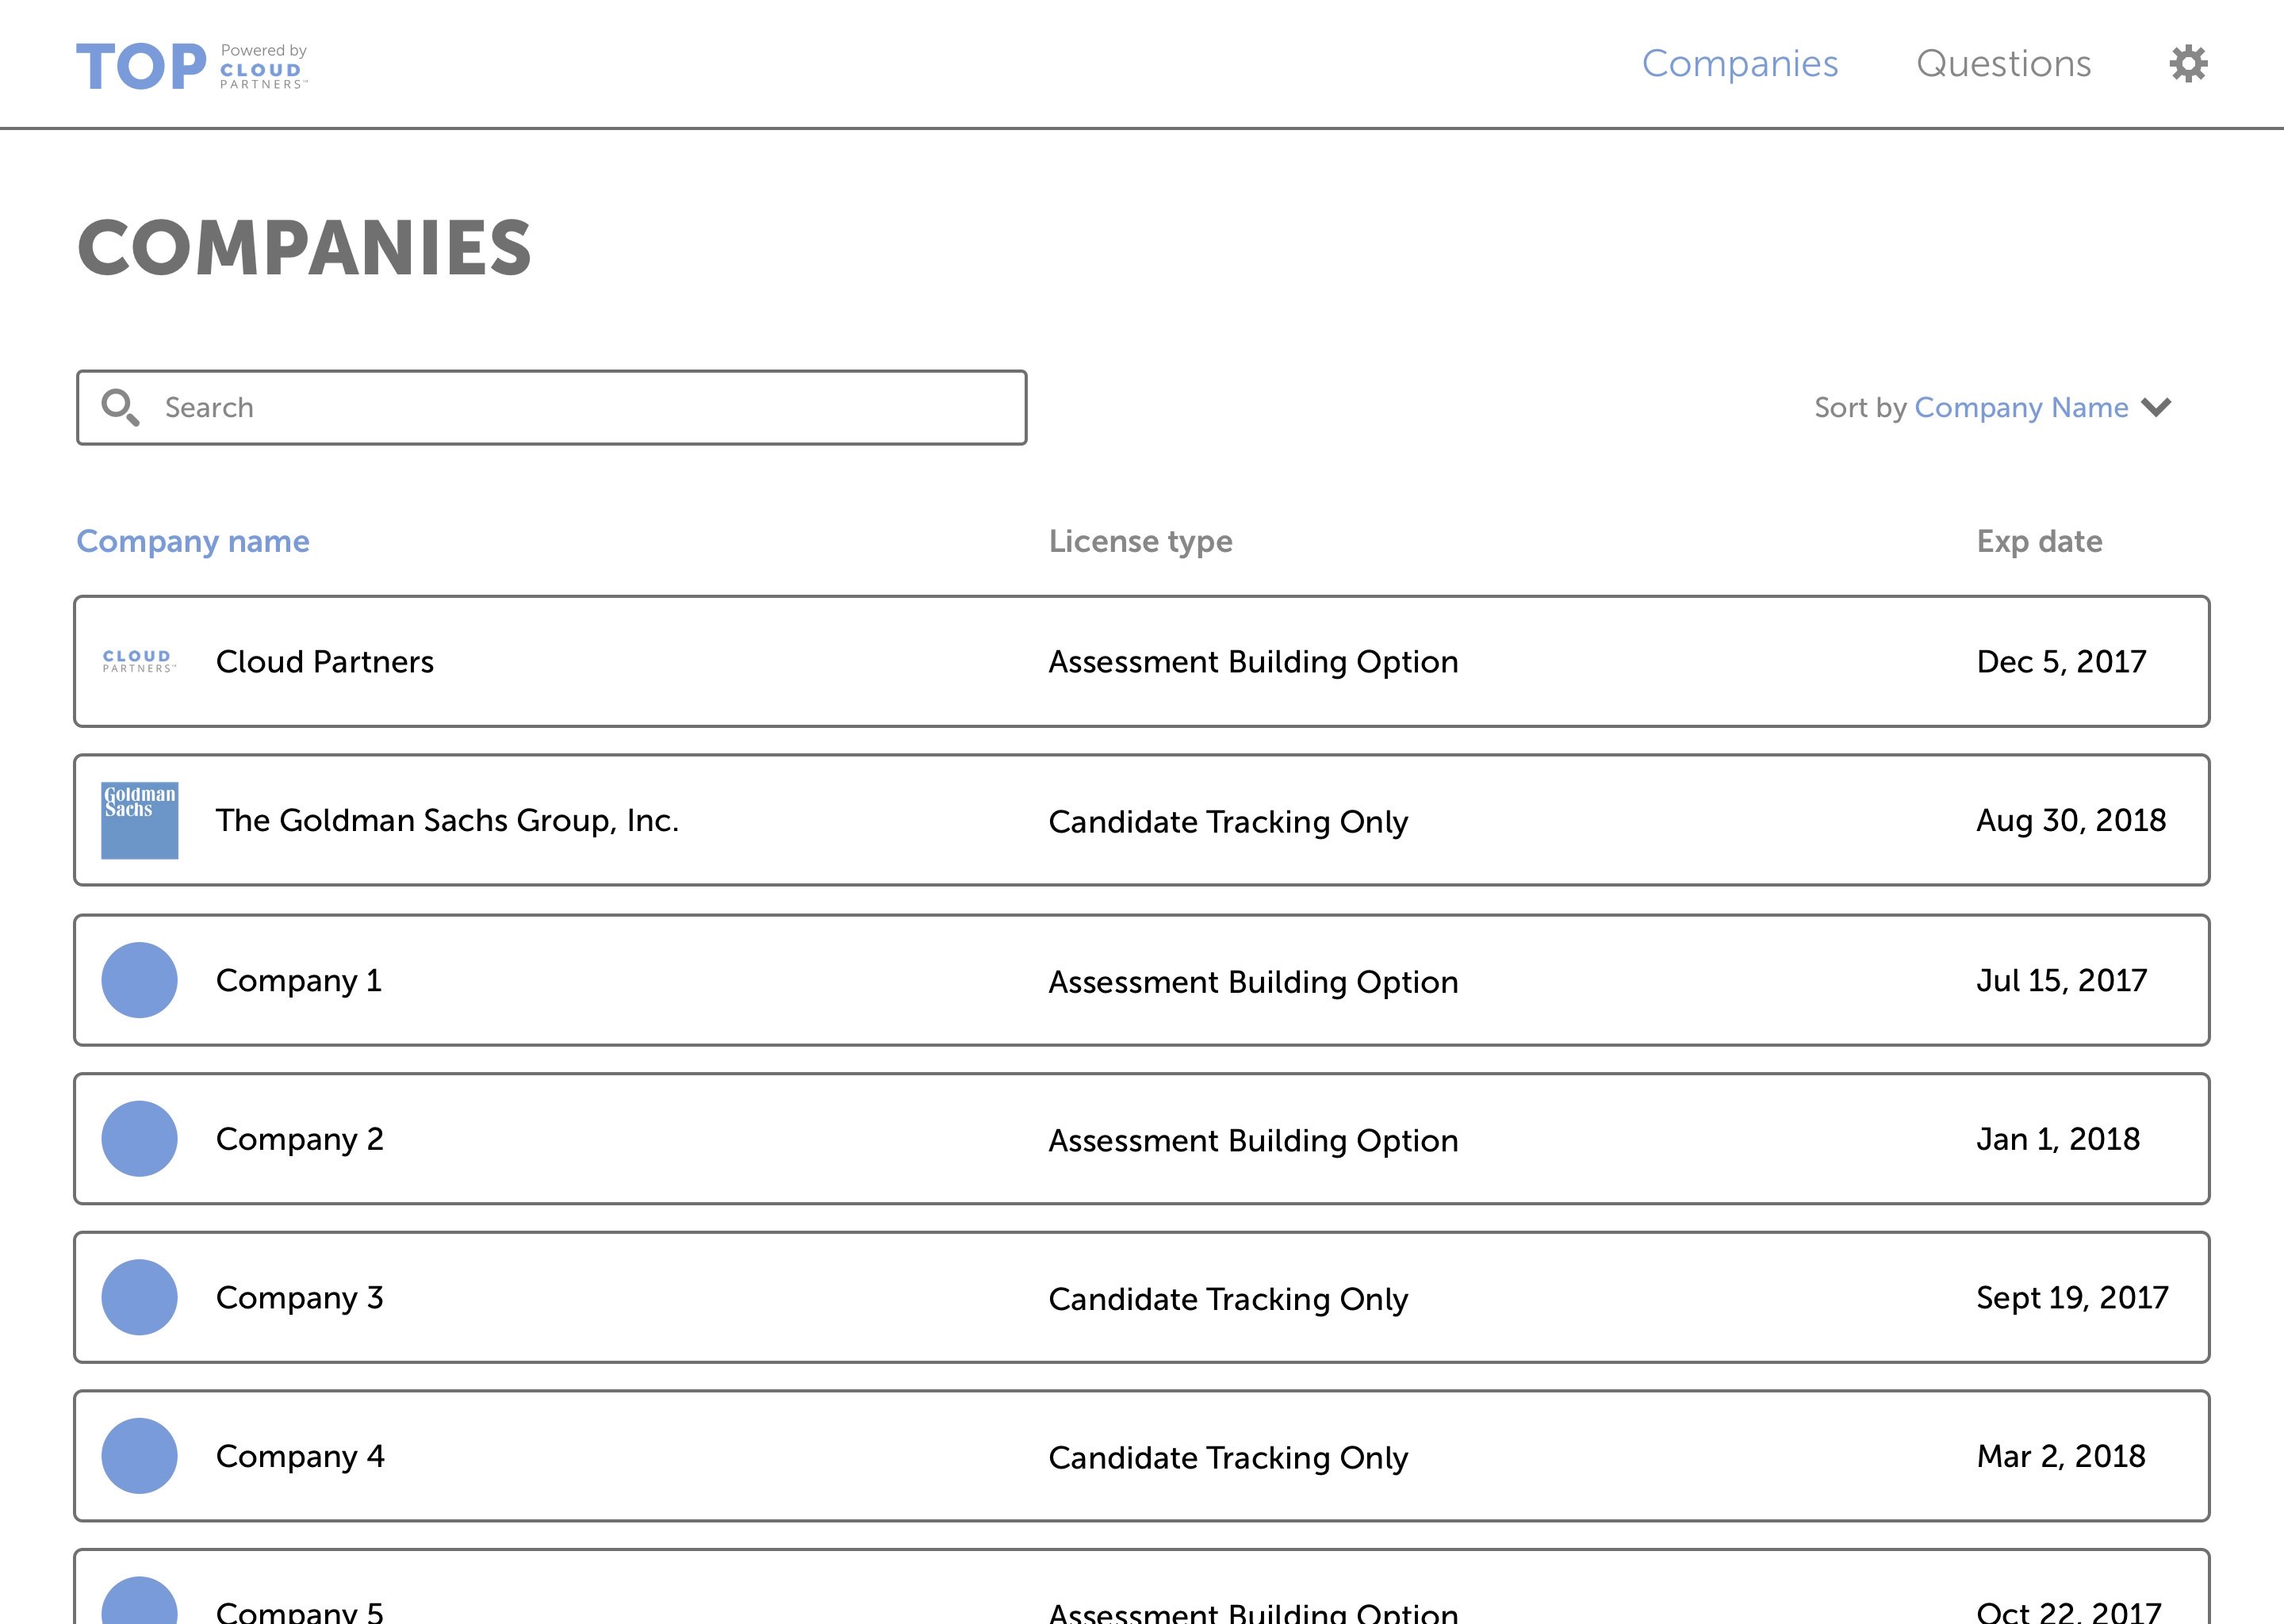 TOP Powered by
CLOUD
PARTNERS™
Companies Questions
COMPANIES
Search
Sort by Company Name
Company name License type Exp date
CLOUD
PARTNERS™
Cloud Partners Assessment Building Option Dec 5, 2017
Goldman
Sachs
The Goldman Sachs Group, Inc. Candidate Tracking Only Aug 30, 2018
Company 1 Assessment Building Option Jul 15, 2017
Company 2 Assessment Building Option Jan 1, 2018
Company 3 Candidate Tracking Only Sept 19, 2017
Company 4 Candidate Tracking Only Mar 2, 2018
Company 5 Assessment Building Option Oct 22, 2017